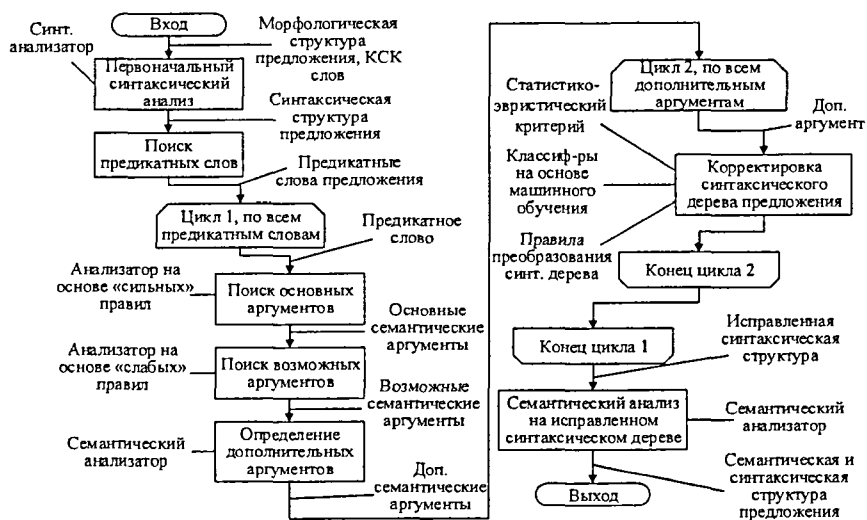 Вход
Синт.
анализатор
Морфологическая
структура
предложения, КСК
слов
Первоначальный
синтаксический
анализ
Синтаксическая
структура
предложения
Поиск
предикатных слов
Предикатные
слова предложения
Цикл 1, по всем
предикатным словам
Предикатное
слово
Анализатор на
основе «сильных»
правил
Поиск основных
аргументов
Основные
семантические
аргументы
Анализатор на
основе «слабых»
правил
Поиск возможных
аргументов
Возможные
семантические
аргументы
Семантический
анализатор
Определение
дополнительных
аргументов
Доп.
семантические
аргументы
Цикл 2, по всем
дополнительным
аргументам
Статистико-
эвристический
критерий
Доп.
аргумент
Классиф-ры
на основе
машинного
обучения
Корректировка
синтаксического
дерева предложения
Правила
преобразования
синт. дерева
Конец цикла 2
Конец цикла 1
Исправленная
синтаксическая
структура
Семантический анализ
на исправленном
синтаксическом дереве
Семантический
анализатор
Семантическая и
синтаксическая
структура
предложения
Выход